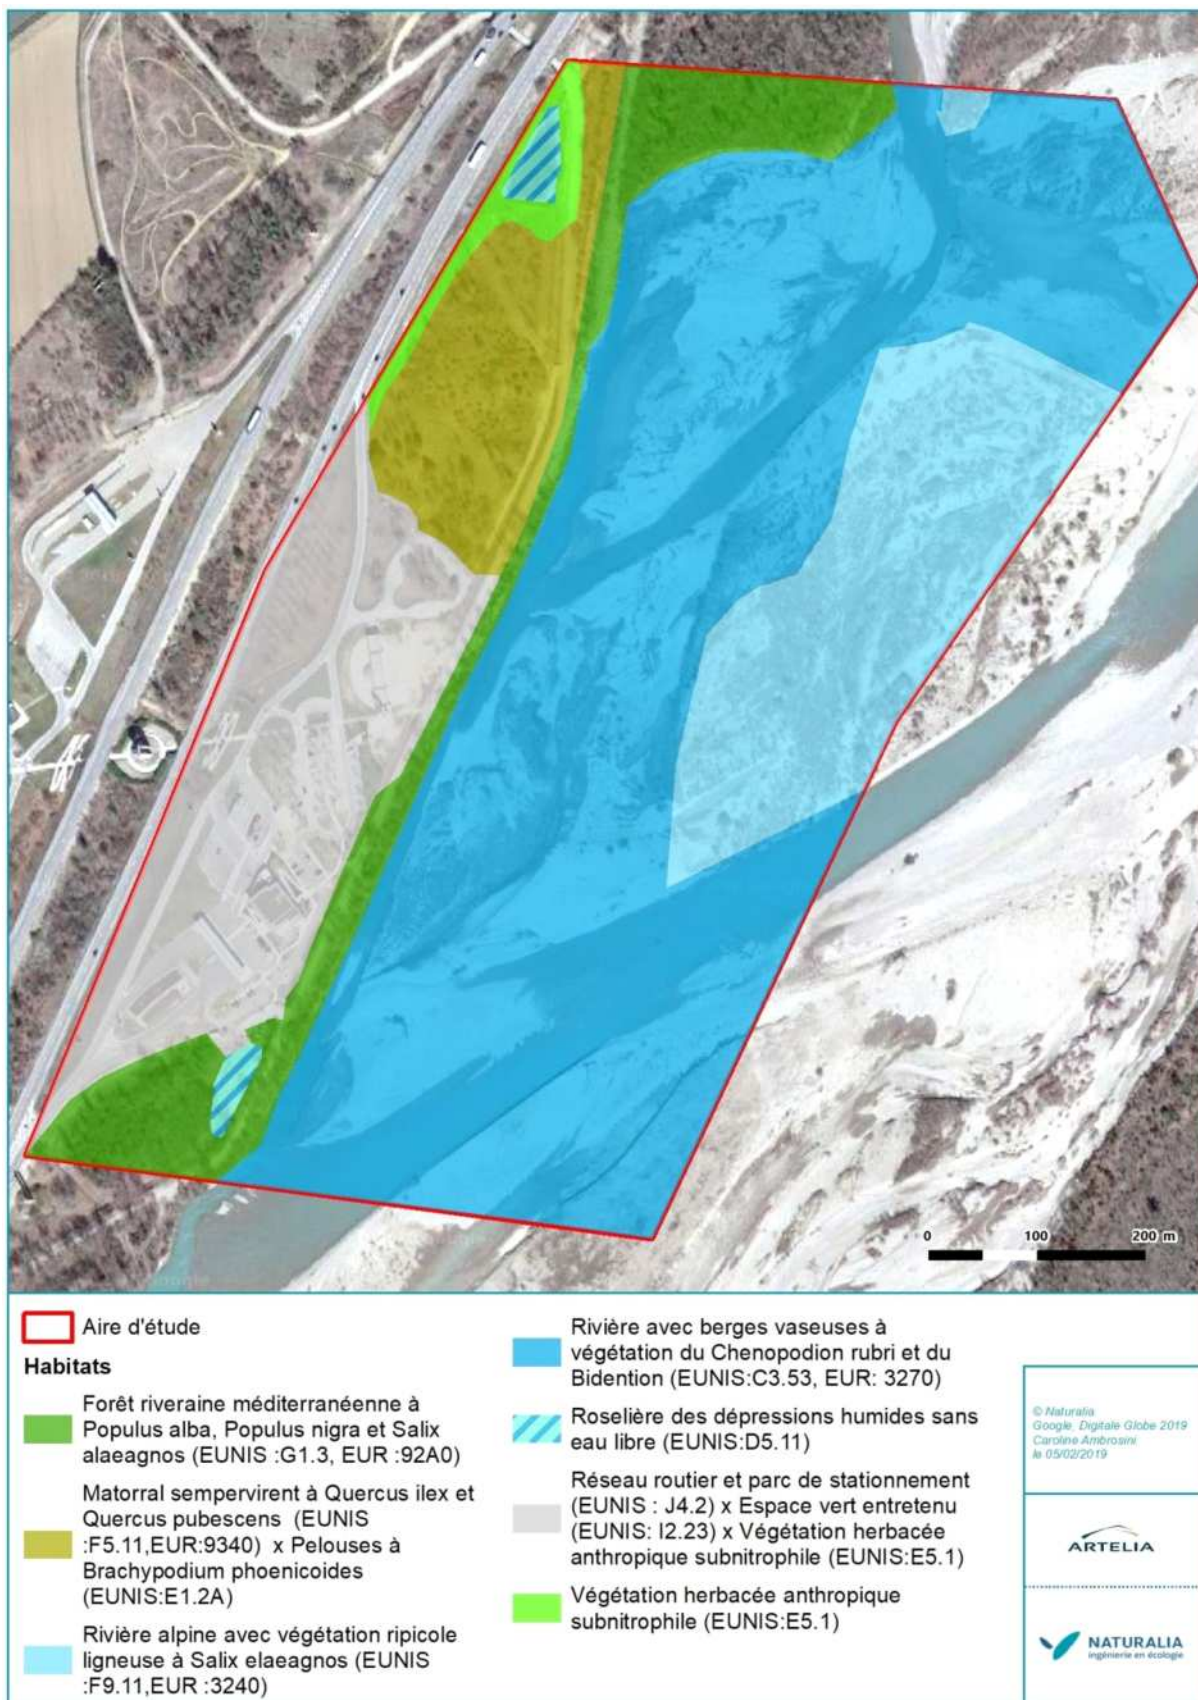 0 100 200 m
Aire d'étude
Habitats
Forêt riveraine méditerranéenne à
Populus alba, Populus nigra et Salix
alaeagnos (EUNIS :G1.3, EUR :92A0)
Matorral sempervirent à Quercus ilex et
Quercus pubescens (EUNIS
:F5.11,EUR:9340) x Pelouses à
Brachypodium phoenicoides
(EUNIS:E1.2A)
Rivière alpine avec végétation ripicole
ligneuse à Salix elaeagnos (EUNIS
:F9.11,EUR :3240)
Rivière avec berges vaseuses à
végétation du Chenopodion rubri et du
Bidention (EUNIS:C3.53, EUR: 3270)
Roselière des dépressions humides sans
eau libre (EUNIS:D5.11)
Réseau routier et parc de stationnement
(EUNIS : J4.2) x Espace vert entretenu
(EUNIS: I2.23) x Végétation herbacée
anthropique subnitrophile (EUNIS:E5.1)
Végétation herbacée anthropique
subnitrophile (EUNIS:E5.1)
© Naturalia
Google, Digitale Globe 2019
Caroline Ambrosini
le 05/02/2019
ARTELIA
NATURALIA
ingénierie en écologie